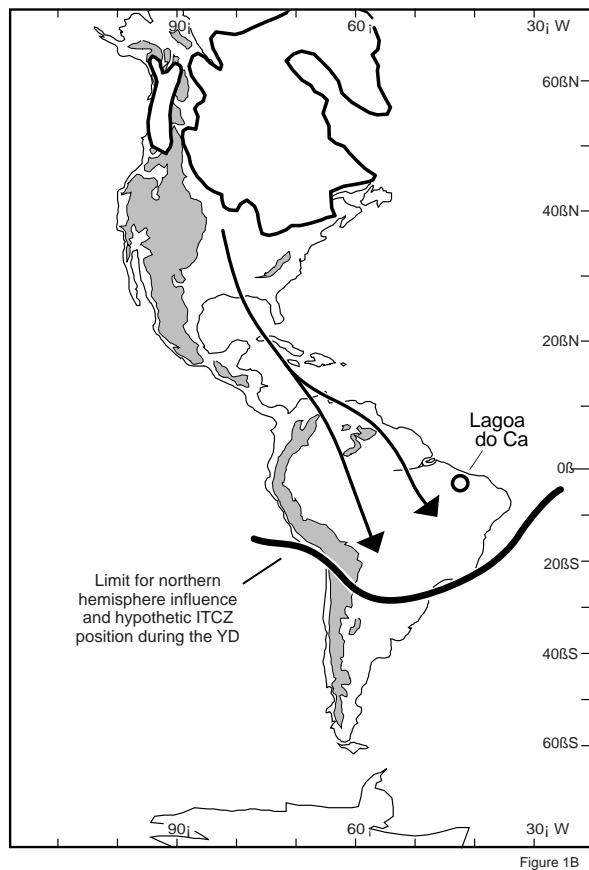 90¡
60¡
30¡ W
60ßN
40ßN
20ßN
Lagoa
do Ca
0ß
20ßS
Limit for northern
hemisphere influence
and hypothetic ITCZ
position during the YD
40ßS
60ßS
90¡
60¡
30¡ W
Figure 1B